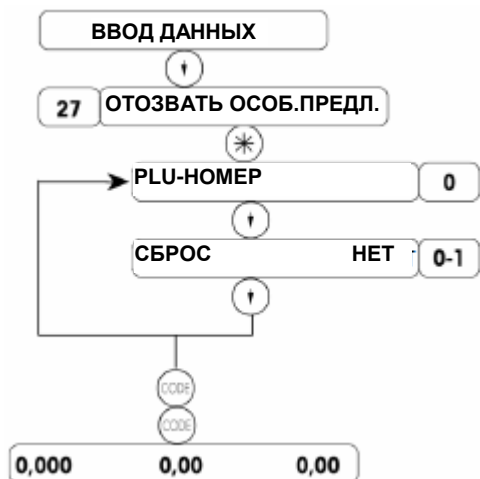 ВВОД ДАННЫХ
27 ОТОЗВАТЬ ОСОБ.ПРЕДЛ.
PLU-НОМЕР 0
СБРОС НЕТ 0-1
CODE
CODE
0,000 0,00 0,00